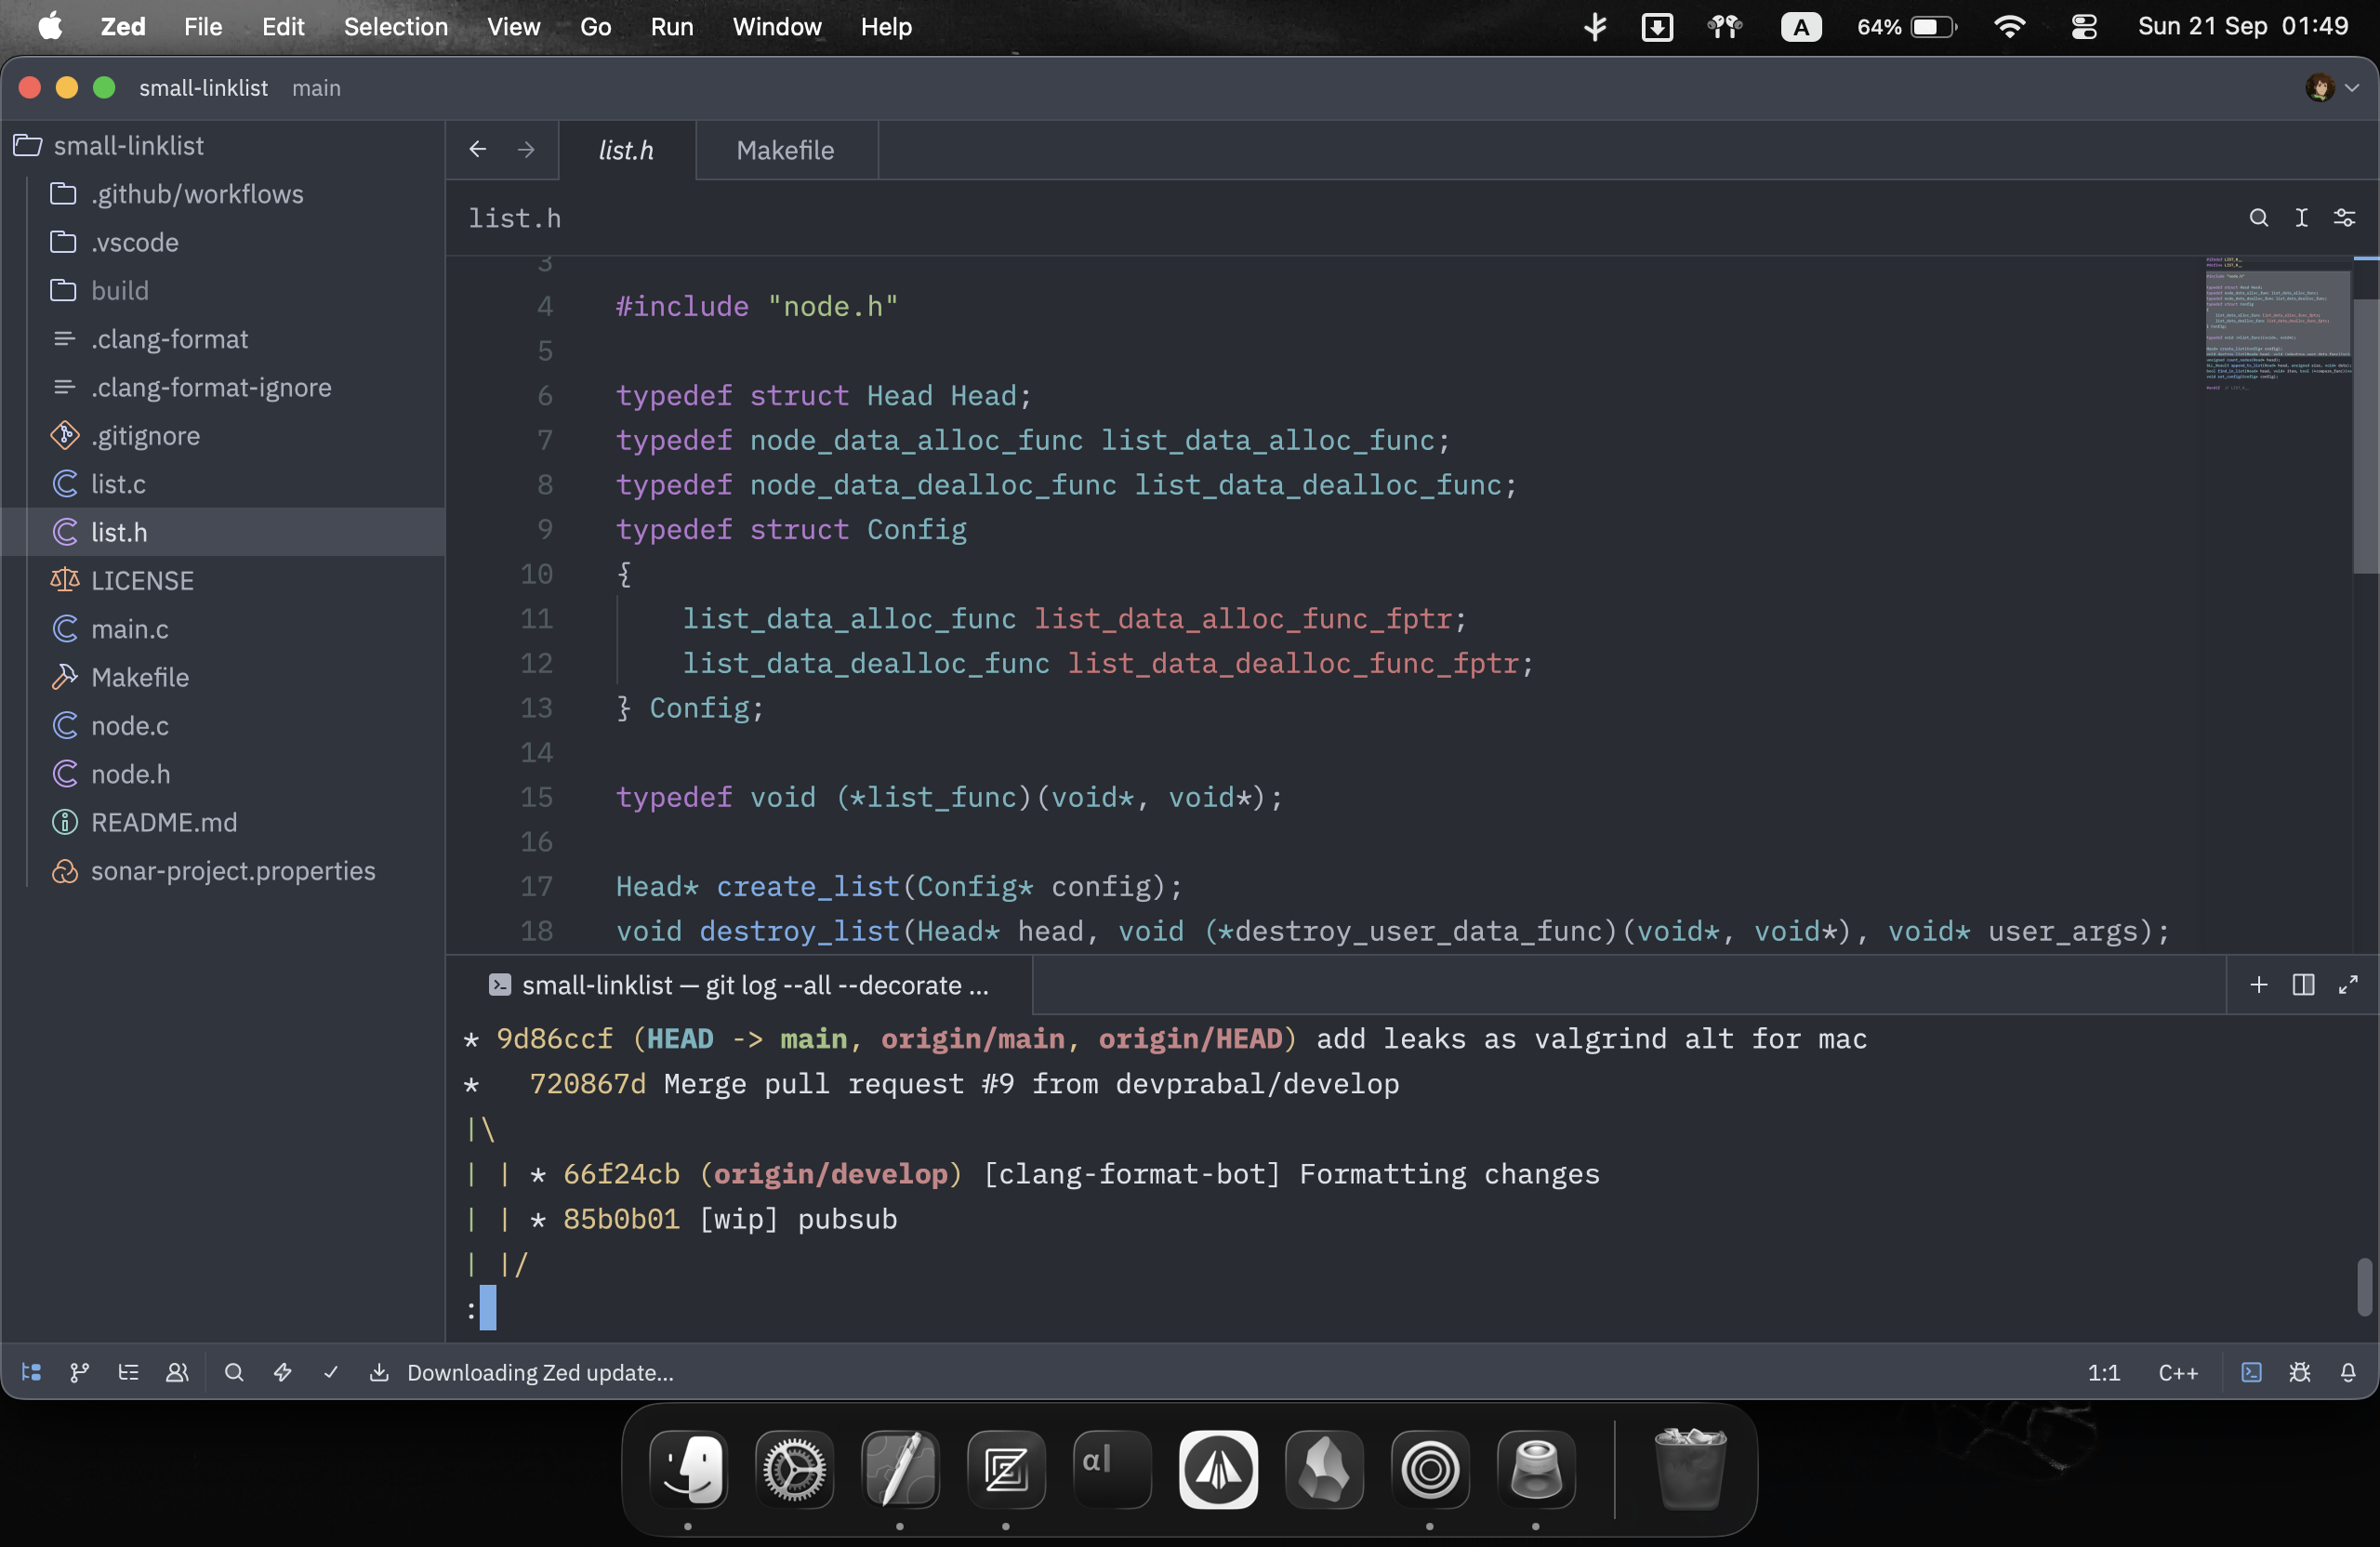 Zed File Edit Selection View Go Run Window Help A 64% Sun 21 Sep 01:49
small-linklist main
small-linklist
.github/workflows
.vscode
build
.clang-format
.clang-format-ignore
.gitignore
list.c
list.h
LICENSE
main.c
Makefile
node.c
node.h
README.md
sonar-project.properties
list.h Makefile
list.h
3
4 #include "node.h"
5
6 typedef struct Head Head;
7 typedef node_data_alloc_func list_data_alloc_func;
8 typedef node_data_dealloc_func list_data_dealloc_func;
9 typedef struct Config
10 {
11 list_data_alloc_func list_data_alloc_func_fptr;
12 list_data_dealloc_func list_data_dealloc_func_fptr;
13 } Config;
14
15 typedef void (*list_func)(void*, void*);
16
17 Head* create_list(Config* config);
18 void destroy_list(Head* head, void (*destroy_user_data_func)(void*, void*), void* user_args);
small-linklist — git log --all --decorate ...
* 9d86ccf (HEAD -> main, origin/main, origin/HEAD) add leaks as valgrind alt for mac
*   720867d Merge pull request #9 from devprabal/develop
|\
| | * 66f24cb (origin/develop) [clang-format-bot] Formatting changes
| | * 85b0b01 [wip] pubsub
| |/
:
Downloading Zed update... 1:1 C++
αl